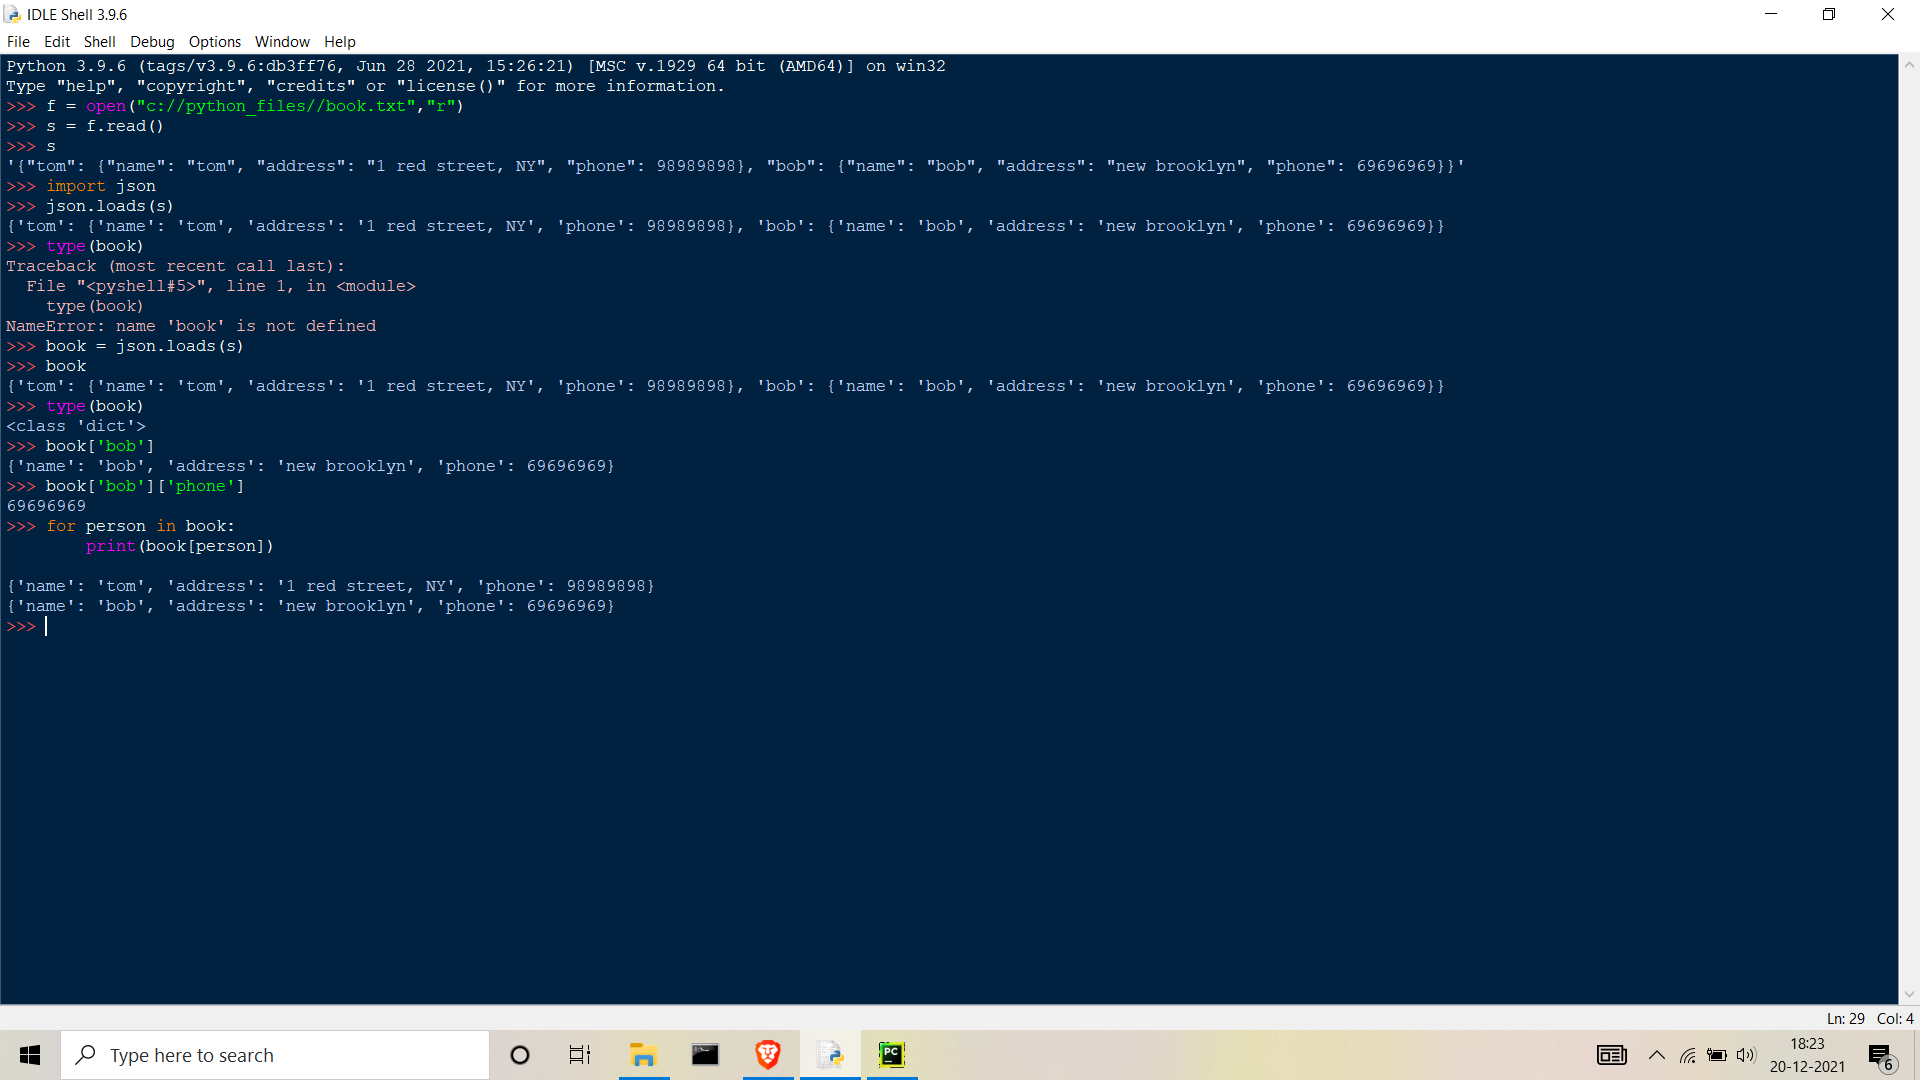 IDLE Shell 3.9.6
File Edit Shell Debug Options Window Help
Python 3.9.6 (tags/v3.9.6:db3ff76, Jun 28 2021, 15:26:21) [MSC v.1929 64 bit (AMD64)] on win32
Type "help", "copyright", "credits" or "license()" for more information.
>>> f = open("c://python_files//book.txt","r")
>>> s = f.read()
>>> s
'{"tom": {"name": "tom", "address": "1 red street, NY", "phone": 98989898}, "bob": {"name": "bob", "address": "new brooklyn", "phone": 69696969}}'
>>> import json
>>> json.loads(s)
{'tom': {'name': 'tom', 'address': '1 red street, NY', 'phone': 98989898}, 'bob': {'name': 'bob', 'address': 'new brooklyn', 'phone': 69696969}}
>>> type(book)
Traceback (most recent call last):
  File "<pyshell#5>", line 1, in <module>
    type(book)
NameError: name 'book' is not defined
>>> book = json.loads(s)
>>> book
{'tom': {'name': 'tom', 'address': '1 red street, NY', 'phone': 98989898}, 'bob': {'name': 'bob', 'address': 'new brooklyn', 'phone': 69696969}}
>>> type(book)
<class 'dict'>
>>> book['bob']
{'name': 'bob', 'address': 'new brooklyn', 'phone': 69696969}
>>> book['bob']['phone']
69696969
>>> for person in book:
        print(book[person])
{'name': 'tom', 'address': '1 red street, NY', 'phone': 98989898}
{'name': 'bob', 'address': 'new brooklyn', 'phone': 69696969}
>>>
Ln: 29 Col: 4
Type here to search
PC
18:23
20-12-2021
6